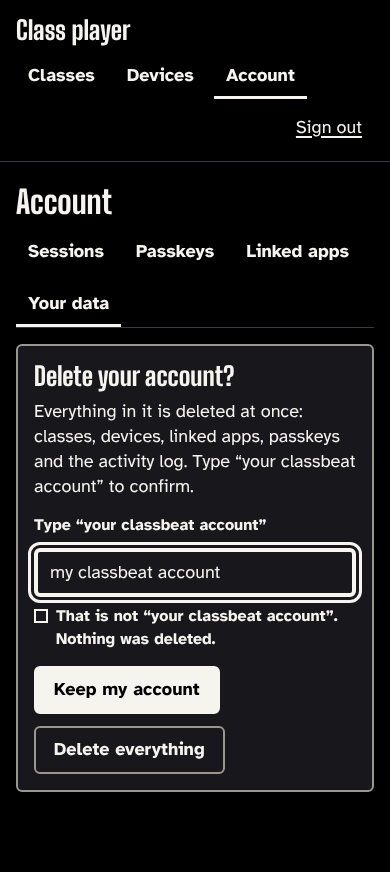 Class player
Classes
Devices
Account
Sign out
Account
Sessions
Passkeys
Linked apps
Your data
Delete your account?
Everything in it is deleted at once:
classes, devices, linked apps, passkeys
and the activity log. Type “your classbeat
account” to confirm.
Type “your classbeat account”
my classbeat account
That is not “your classbeat account”.
Nothing was deleted.
Keep my account
Delete everything